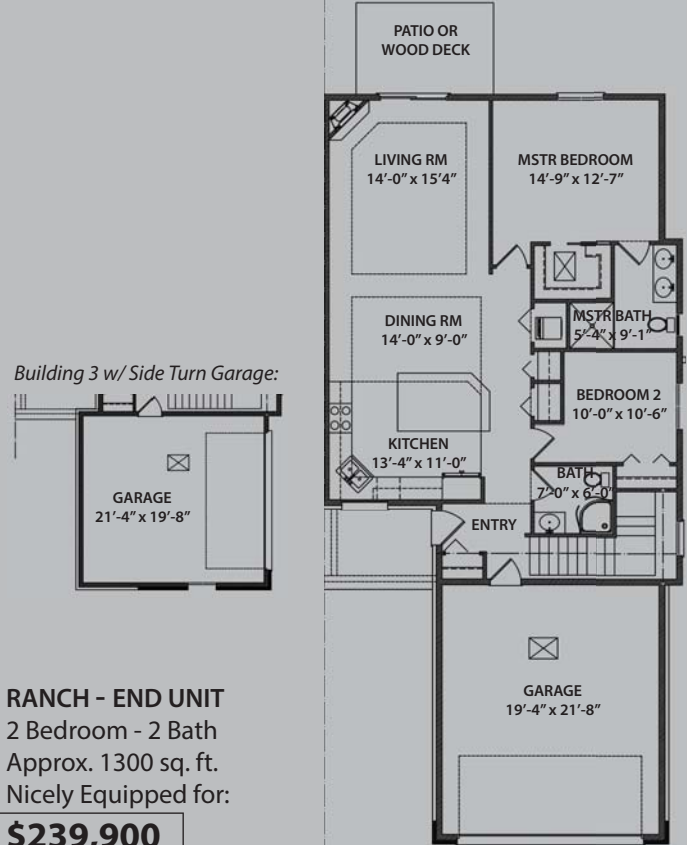 PATIO OR
WOOD DECK
LIVING RM
14'-0" x 15'4"
MSTR BEDROOM
14'-9" x 12'-7"
DINING RM
14'-0" x 9'-0"
MSTR BATH
5'-4" x 9'-1"
BEDROOM 2
10'-0" x 10'-6"
KITCHEN
13'-4" x 11'-0"
BATH
7'-0" x 6'-0"
ENTRY
GARAGE
19'-4" x 21'-8"
Building 3 w/ Side Turn Garage:
GARAGE
21'-4" x 19'-8"
RANCH - END UNIT
2 Bedroom - 2 Bath
Approx. 1300 sq. ft.
Nicely Equipped for:
$239,900